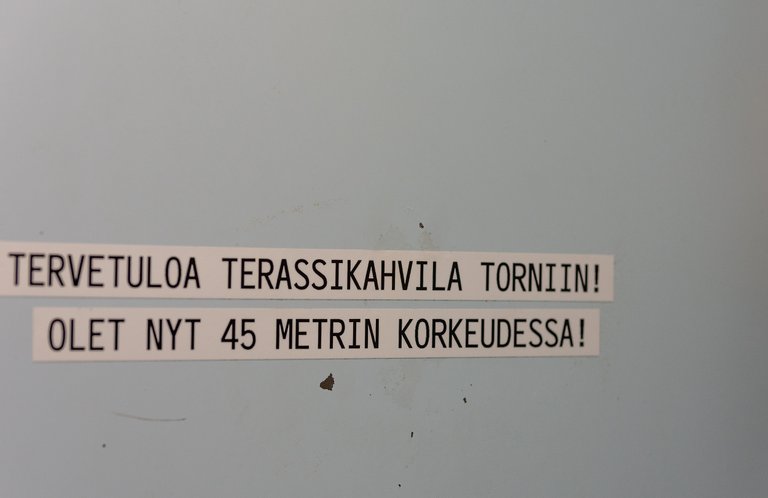 TERVETULOA TERASSIKAHVILA TORNIIN!
OLET NYT 45 METRIN KORKEUDESSA!